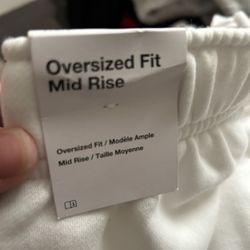 Oversized Fit
Mid Rise
Oversized Fit / Modèle Ample
Mid Rise / Taille Moyenne